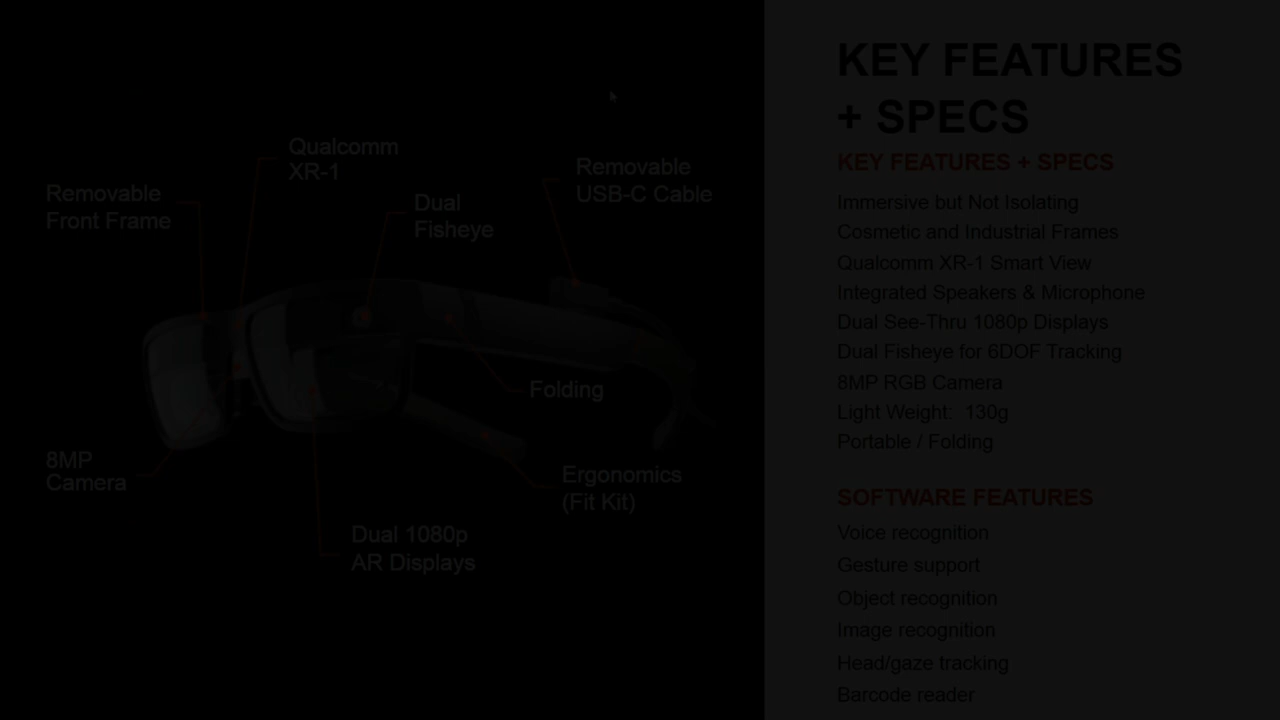 Qualcomm
XR-1
Removable
USB-C Cable
Removable
Front Frame
Dual
Fisheye
Folding
8MP
Camera
Ergonomics
(Fit Kit)
Dual 1080p
AR Displays
KEY FEATURES
+ SPECS
KEY FEATURES + SPECS
Immersive but Not Isolating
Cosmetic and Industrial Frames
Qualcomm XR-1 Smart View
Integrated Speakers & Microphone
Dual See-Thru 1080p Displays
Dual Fisheye for 6DOF Tracking
8MP RGB Camera
Light Weight:  130g
Portable / Folding
SOFTWARE FEATURES
Voice recognition
Gesture support
Object recognition
Image recognition
Head/gaze tracking
Barcode reader